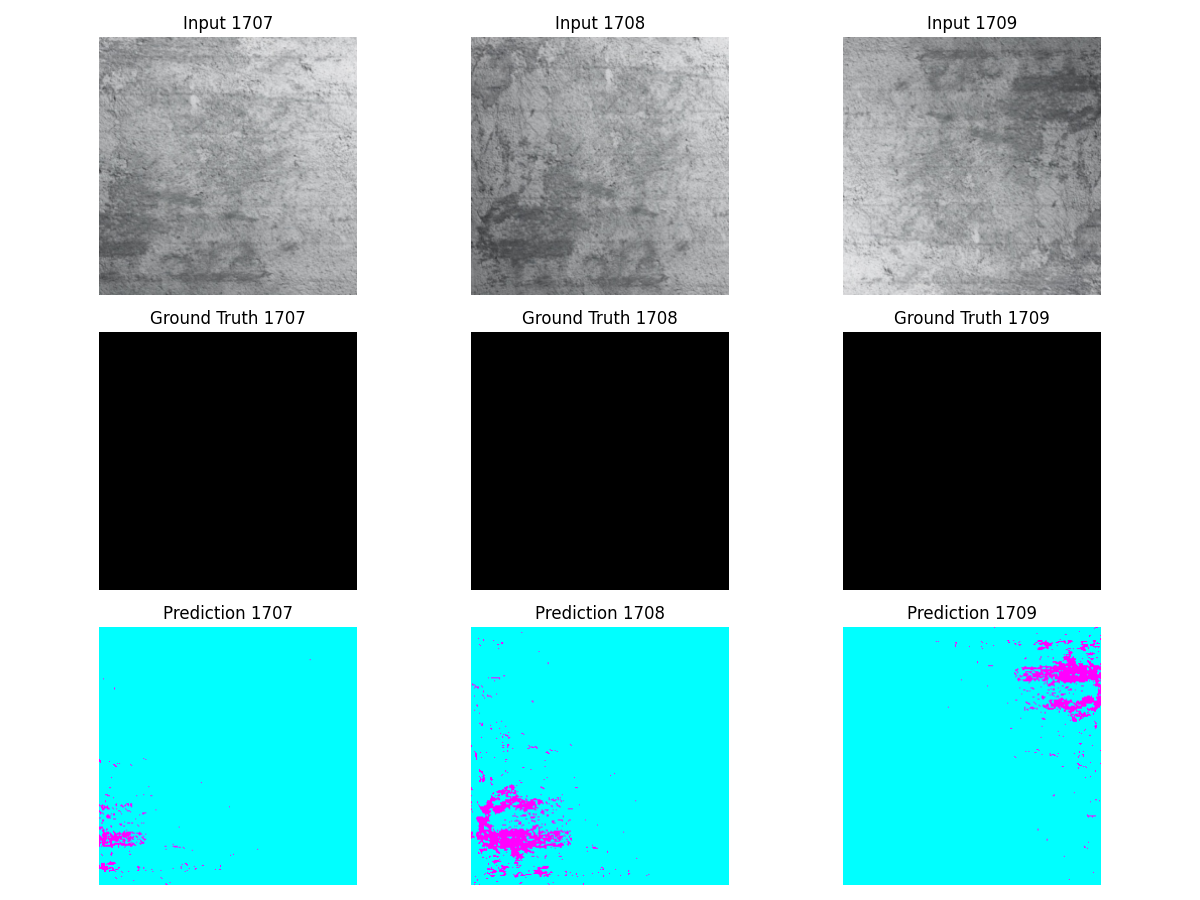 Input 1707
Input 1708
Input 1709
Ground Truth 1707
Ground Truth 1708
Ground Truth 1709
Prediction 1707
Prediction 1708
Prediction 1709